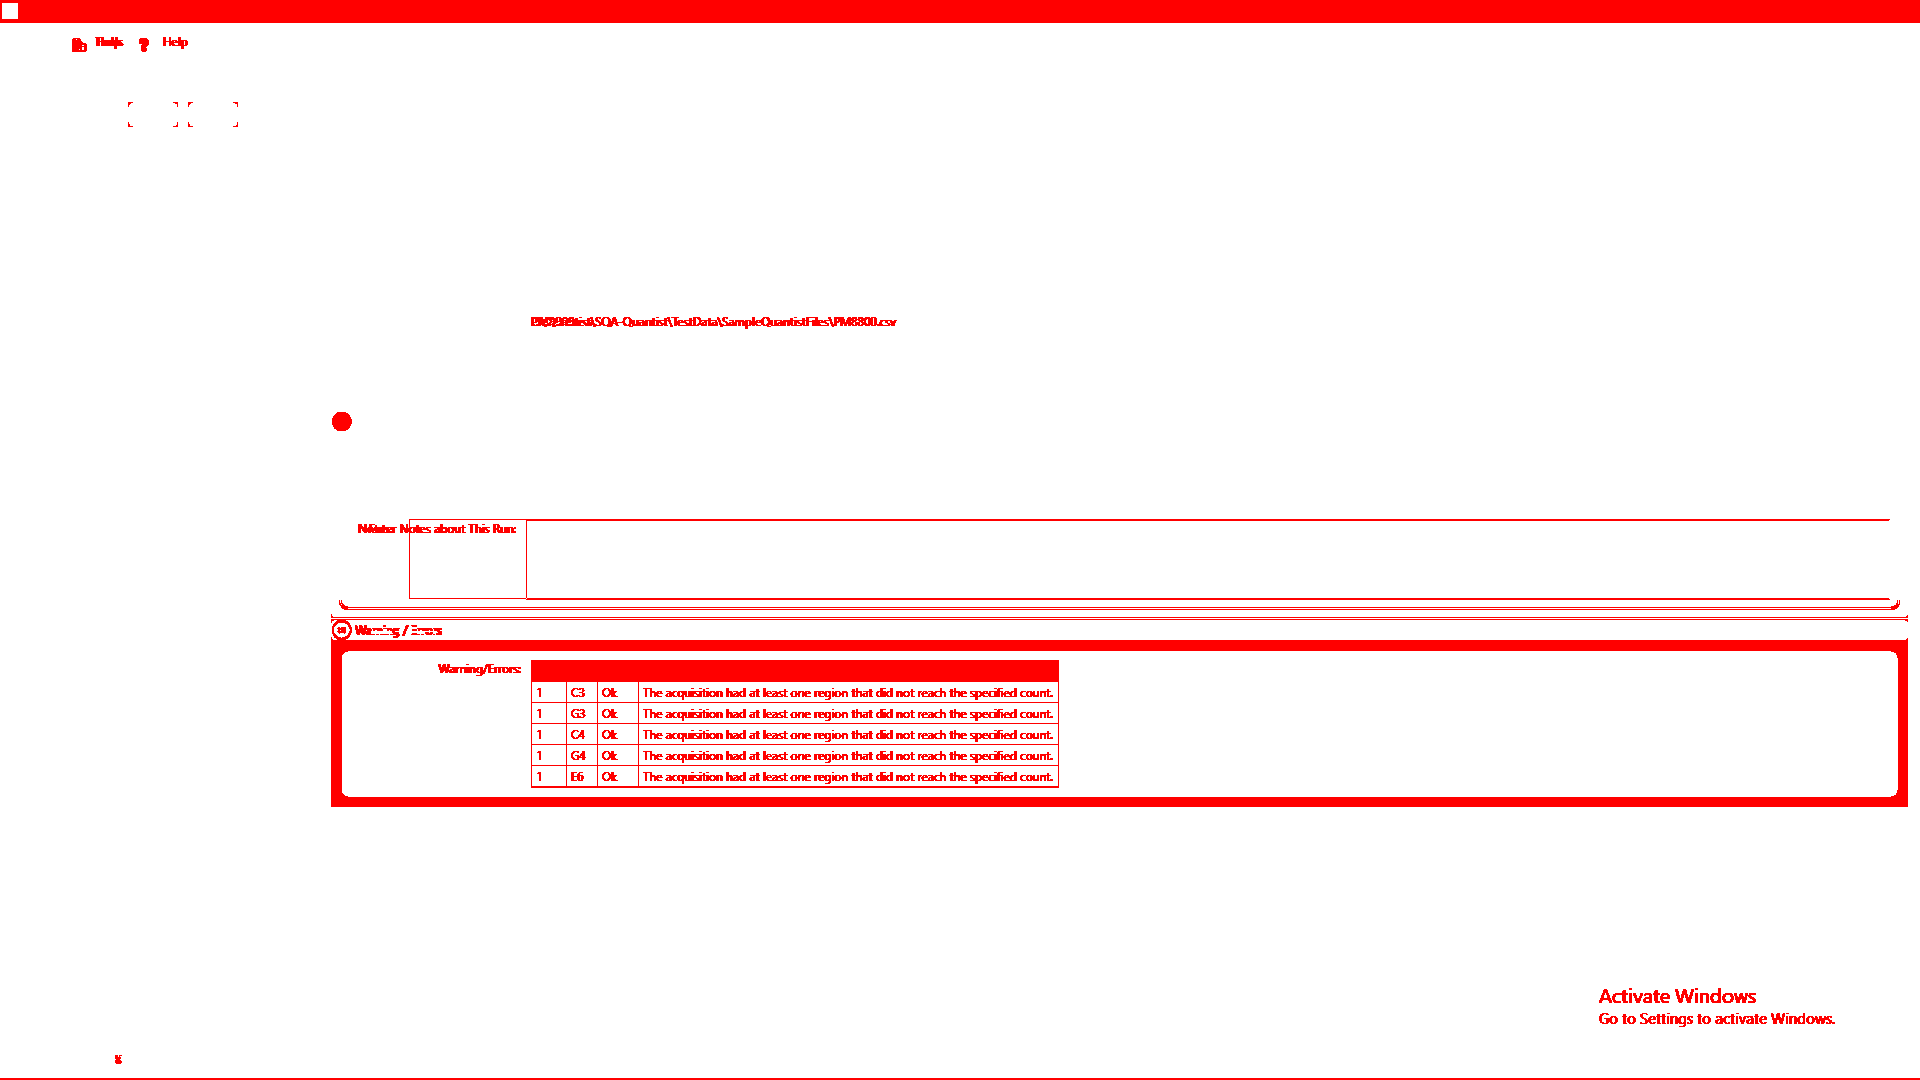 Help
\SQA-Quantist\TestData\SampleQuantistFiles\PM8800.csv
Notes about This Run:
Warning / Errors
Warning/Errors:
1 C3 Ok The acquisition had at least one region that did not reach the specified count.
1 G3 Ok The acquisition had at least one region that did not reach the specified count.
1 C4 Ok The acquisition had at least one region that did not reach the specified count.
1 G4 Ok The acquisition had at least one region that did not reach the specified count.
1 E6 Ok The acquisition had at least one region that did not reach the specified count.
Activate Windows
Go to Settings to activate Windows.